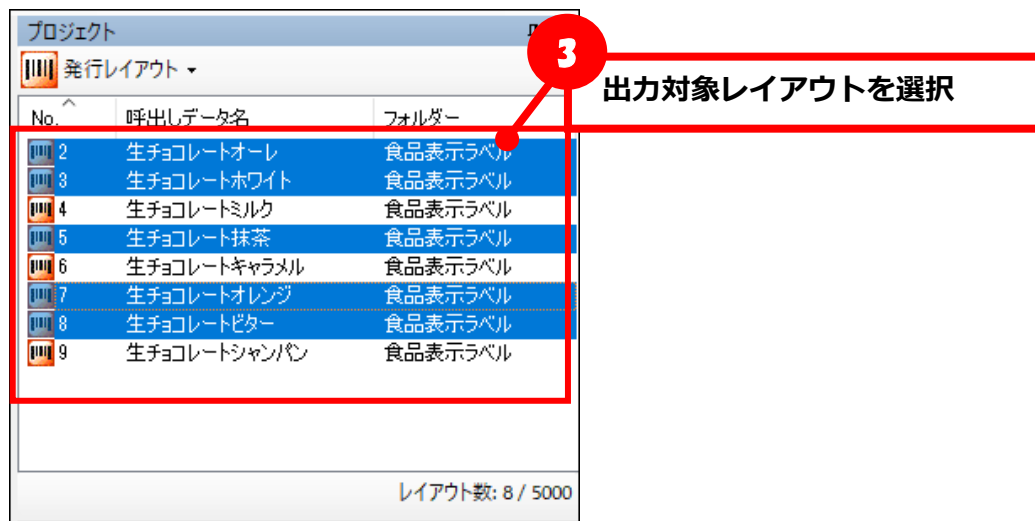 プロジェクト
3
発行レイアウト
出力対象レイアウトを選択
No. 呼出しデータ名 フォルダー
2 生チョコレートオーレ 食品表示ラベル
3 生チョコレートホワイト 食品表示ラベル
4 生チョコレートミルク 食品表示ラベル
5 生チョコレート抹茶 食品表示ラベル
6 生チョコレートキャラメル 食品表示ラベル
7 生チョコレートオレンジ 食品表示ラベル
8 生チョコレートビター 食品表示ラベル
9 生チョコレートシャンパン 食品表示ラベル
レイアウト数: 8 / 5000